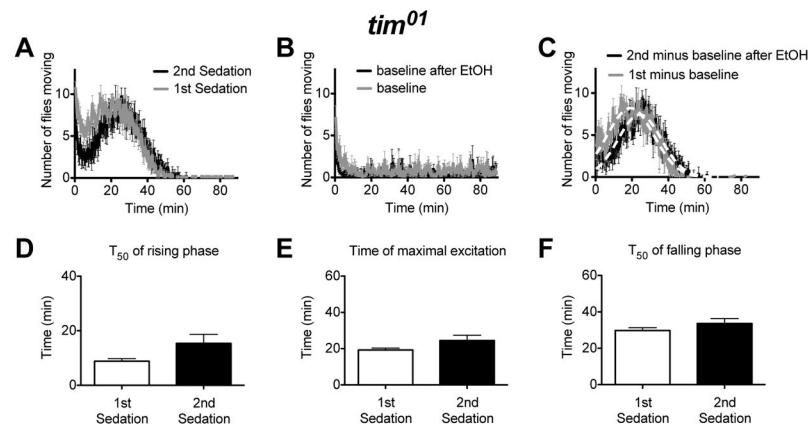 tim01
A
2nd Sedation
1st Sedation
Number of flies moving
10
5
0
0 20 40 60 80
Time (min)
B
baseline after EtOH
baseline
Number of flies moving
10
5
0
0 20 40 60 80
Time (min)
C
2nd minus baseline after EtOH
1st minus baseline
Number of flies moving
10
5
0
0 20 40 60 80
Time (min)
D
T50 of rising phase
Time (min)
40
20
0
1st
Sedation
2nd
Sedation
E
Time of maximal excitation
Time (min)
60
40
20
0
1st
Sedation
2nd
Sedation
F
T50 of falling phase
Time (min)
60
40
20
0
1st
Sedation
2nd
Sedation